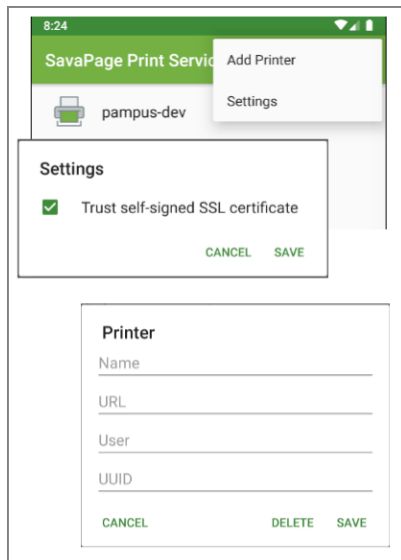 8:24
SavaPage Print Servic
Add Printer
Settings
pampus-dev
Settings
Trust self-signed SSL certificate
CANCEL SAVE
Printer
Name
URL
User
UUID
CANCEL DELETE SAVE